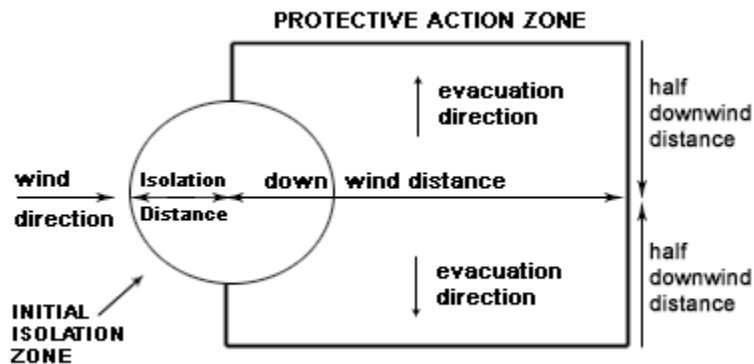 PROTECTIVE ACTION ZONE
evacuation
direction
half
downwind
distance
wind
direction
Isolation
Distance
down wind distance
evacuation
direction
half
downwind
distance
INITIAL
ISOLATION
ZONE